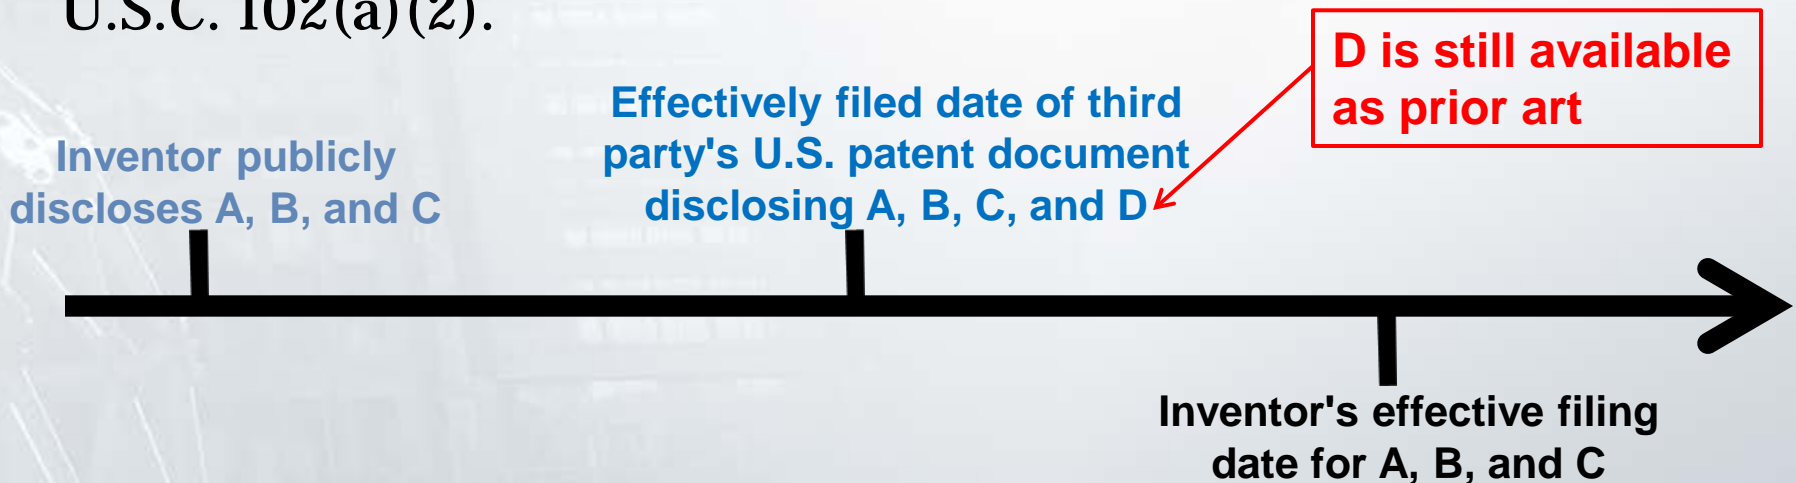 U.S.C. 102(a)(2).
D is still available
as prior art
Effectively filed date of third
party's U.S. patent document
disclosing A, B, C, and D
Inventor publicly
discloses A, B, and C
Inventor's effective filing
date for A, B, and C